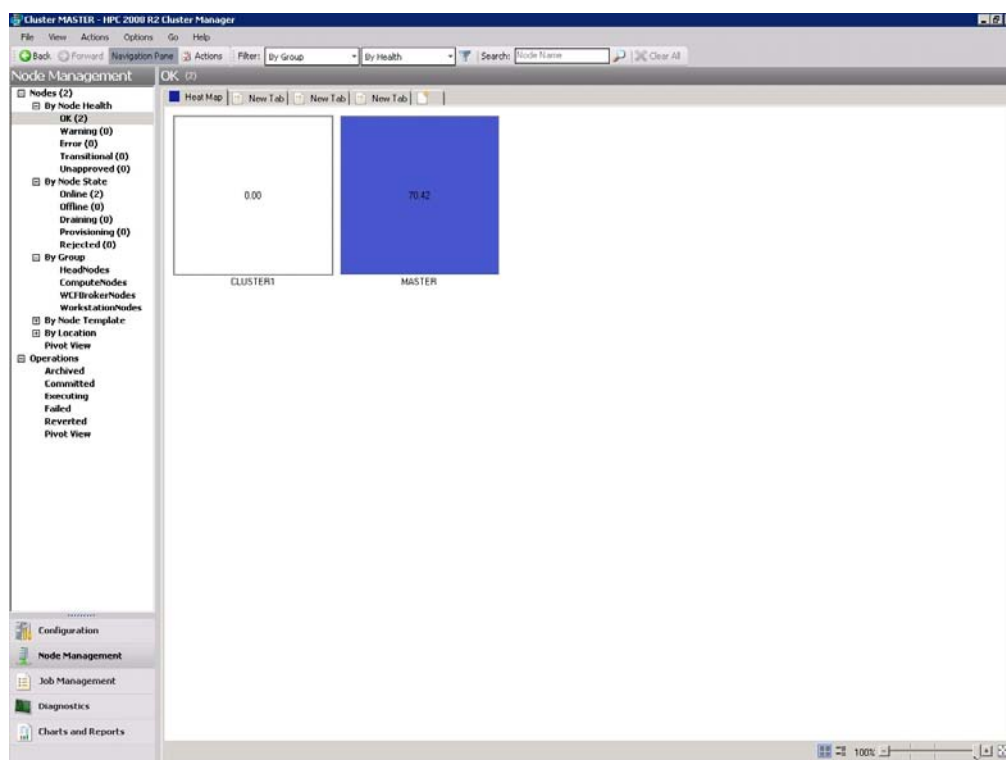 Cluster MASTER - HPC 2008 R2 Cluster Manager
File View Actions Options Go Help
Back Forward Navigation Pane Actions Filter: By Group By Health Search: Node Name Clear All
Node Management
OK (2)
Heat Map New Tab New Tab New Tab
Nodes (2)
By Node Health
OK (2)
Warning (0)
Error (0)
Transitional (0)
Unapproved (0)
By Node State
Online (2)
Offline (0)
Draining (0)
Provisioning (0)
Rejected (0)
By Group
HeadNodes
ComputeNodes
WCFBrokerNodes
WorkstationNodes
By Node Template
By Location
Pivot View
Operations
Archived
Committed
Executing
Failed
Reverted
Pivot View
0.00 70.42
CLUSTER1 MASTER
Configuration
Node Management
Job Management
Diagnostics
Charts and Reports
100%